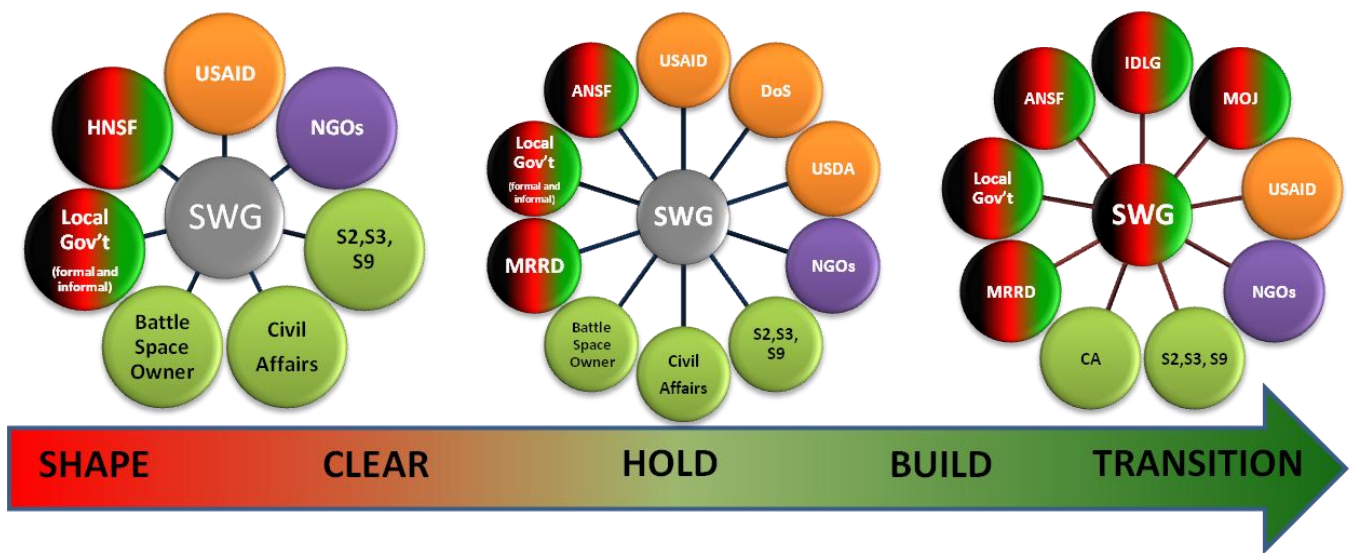 USAID
HNSF
NGOs
SWG
Local
Gov't
(formal and
informal)
S2,S3,
S9
Battle
Space
Owner
Civil
Affairs
USAID
ANSF
DoS
Local
Gov't
(formal and informal)
USDA
SWG
MRRD
NGOs
Battle
Space
Owner
S2,S3,
S9
Civil
Affairs
IDLG
ANSF
MOJ
Local
Gov't
USAID
SWG
MRRD
NGOs
CA
S2,S3, S9
SHAPE
CLEAR
HOLD
BUILD
TRANSITION